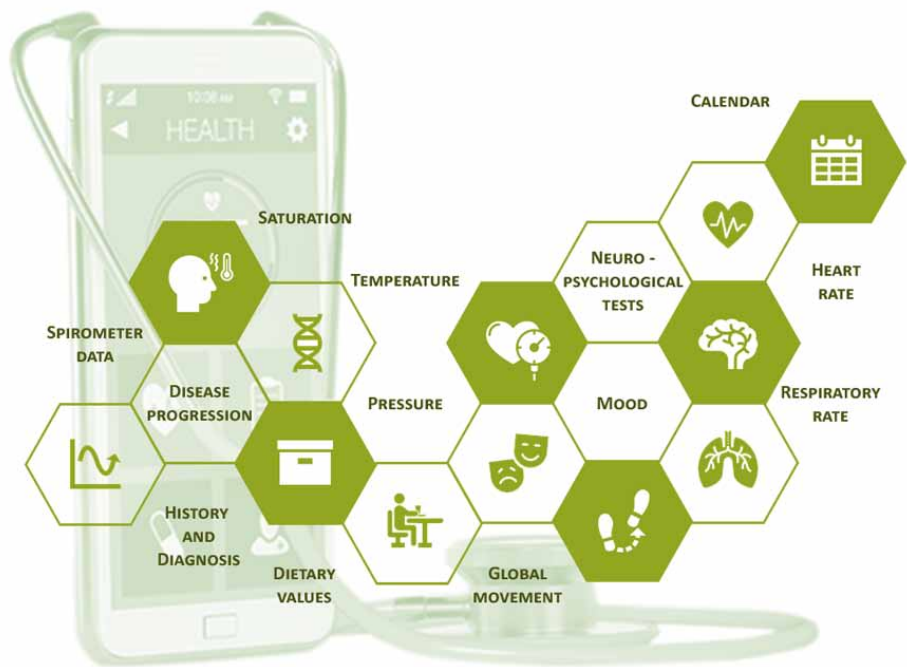 10:08 AM
HEALTH
CALENDAR
SATURATION
NEURO -
PSYCHOLOGICAL
TESTS
HEART
RATE
TEMPERATURE
SPIROMETER
DATA
DISEASE
PROGRESSION
PRESSURE
MOOD
RESPIRATORY
RATE
HISTORY
AND
DIAGNOSIS
DIETARY
VALUES
GLOBAL
MOVEMENT